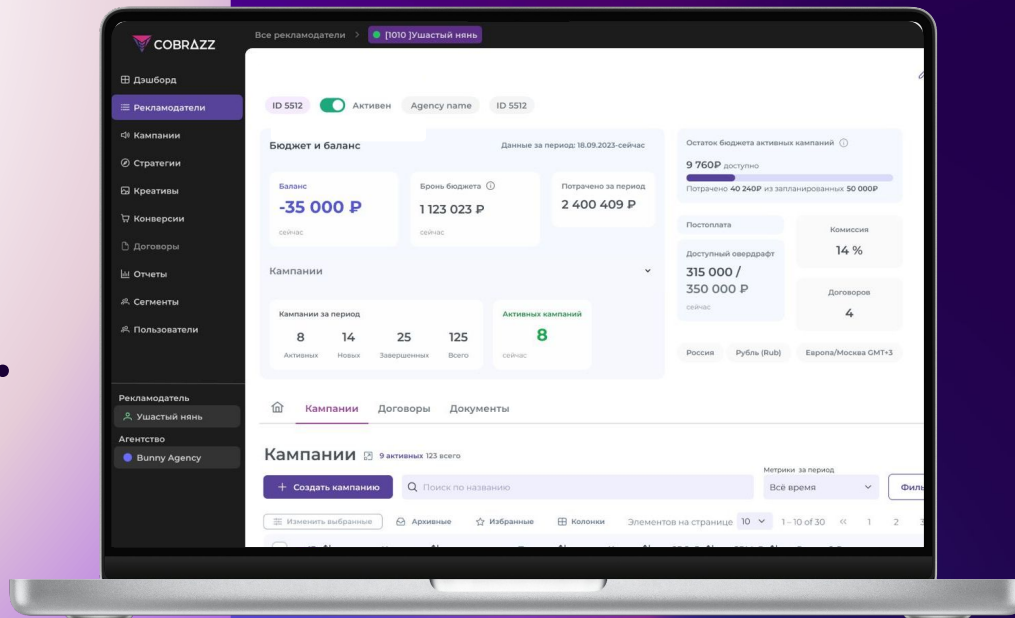 COBRΔZZ
Все рекламодатели > [1010 ]Ушастый нянь
Дэшборд
Рекламодатели
Кампании
Стратегии
Креативы
Конверсии
Договоры
Отчеты
Сегменты
Пользователи
Рекламодатель
Ушастый нянь
Агентство
Bunny Agency
ID 5512 Активен Agency name ID 5512
Бюджет и баланс Данные за период: 18.09.2023-сейчас
Баланс
-35 000 ₽
сейчас
Бронь бюджета
1 123 023 ₽
сейчас
Потрачено за период
2 400 409 ₽
Кампании
Кампании за период
8 14 25 125
Активных Новых Завершенных Всего
Активных кампаний
8
сейчас
Остаток бюджета активных кампаний
9 760₽ доступно
Потрачено 40 240₽ из запланированных 50 000₽
Постоплата
Доступный овердрафт
315 000 /
350 000 ₽
сейчас
Комиссия
14 %
Договоров
4
Россия Рубль (Rub) Европа/Москва GMT+3
Кампании Договоры Документы
Кампании 9 активных 123 всего
Метрики за период
+ Создать кампанию Поиск по названию Всё время Филь
Изменить выбранные Архивные Избранные Колонки Элементов на странице 10 1 - 10 of 30 << 1 2 3